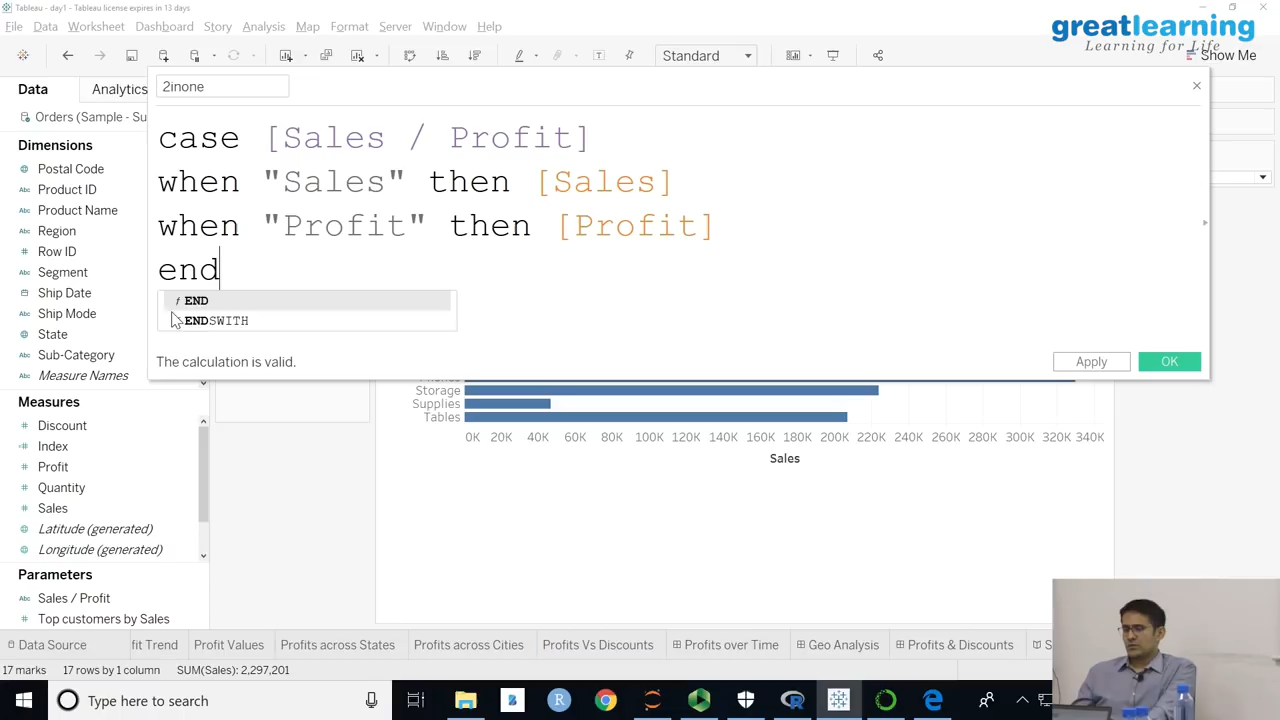 Tableau - day1 - Tableau license expires in 13 days
File Data Worksheet Dashboard Story Analysis Map Format Server Window Help
greatlearning
Learning for Life
Standard
Show Me
Data
Analytics
2inone
Orders (Sample - Su
Dimensions
Postal Code
Product ID
Product Name
Region
Row ID
Segment
Ship Date
Ship Mode
State
Sub-Category
Measure Names
case [Sales / Profit]
when "Sales" then [Sales]
when "Profit" then [Profit]
end
END
ENDSWITH
The calculation is valid.
Apply
OK
Measures
Discount
Index
Profit
Quantity
Sales
Latitude (generated)
Longitude (generated)
Parameters
Sales / Profit
Top customers by Sales
Storage
Supplies
Tables
0K 20K 40K 60K 80K 100K 120K 140K 160K 180K 200K 220K 240K 260K 280K 300K 320K 340K
Sales
Data Source
fit Trend
Profit Values
Profits across States
Profits across Cities
Profits Vs Discounts
Profits over Time
Geo Analysis
Profits & Discounts
S
17 marks
17 rows by 1 column
SUM(Sales): 2,297,201
Type here to search